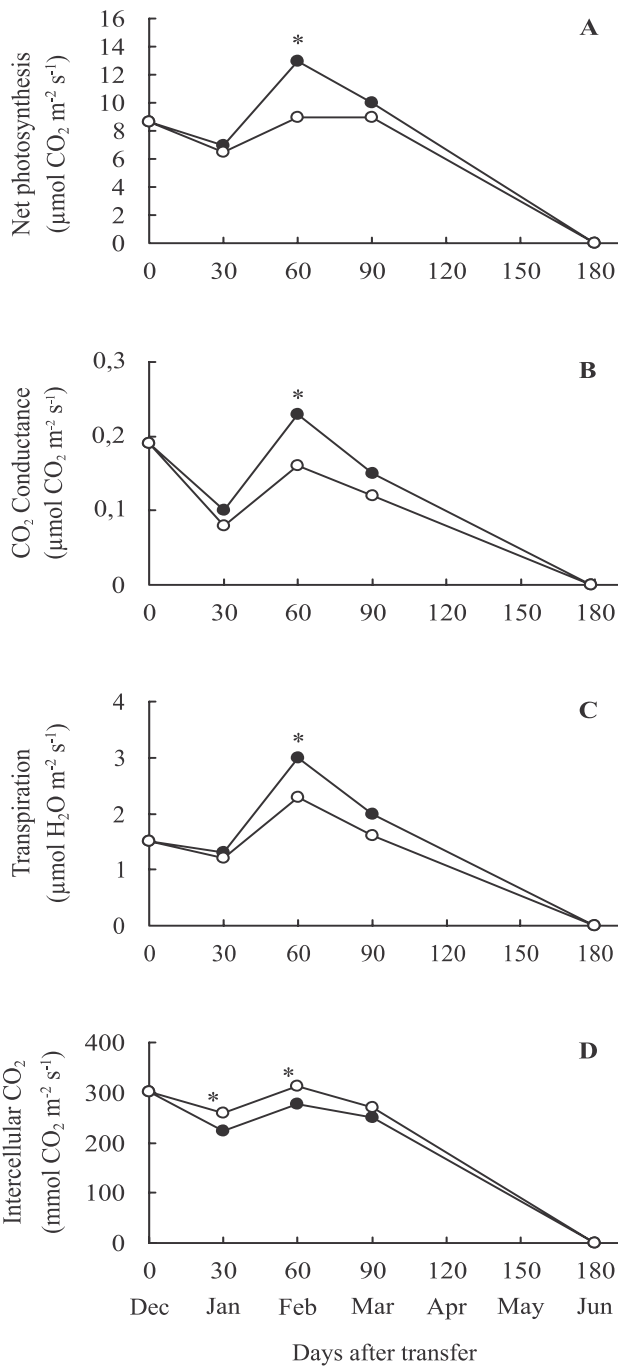 A
Net photosynthesis
(µmol CO₂ m⁻² s⁻¹)
16
14
12
10
8
6
4
2
0
*
0 30 60 90 120 150 180
B
CO₂ Conductance
(µmol CO₂ m⁻² s⁻¹)
0,3
0,2
0,1
0
*
0 30 60 90 120 150 180
C
Transpiration
(µmol H₂O m⁻² s⁻¹)
4
3
2
1
0
*
0 30 60 90 120 150 180
D
Intercellular CO₂
(mmol CO₂ m⁻² s⁻¹)
400
300
200
100
0
* *
0 30 60 90 120 150 180
Dec Jan Feb Mar Apr May Jun
Days after transfer